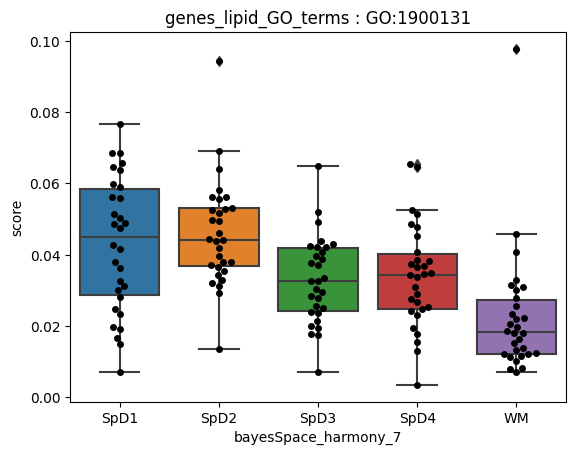 genes_lipid_GO_terms : GO:1900131
0.10
0.08
0.06
0.04
0.02
0.00
score
SpD1 SpD2 SpD3 SpD4 WM
bayesSpace_harmony_7